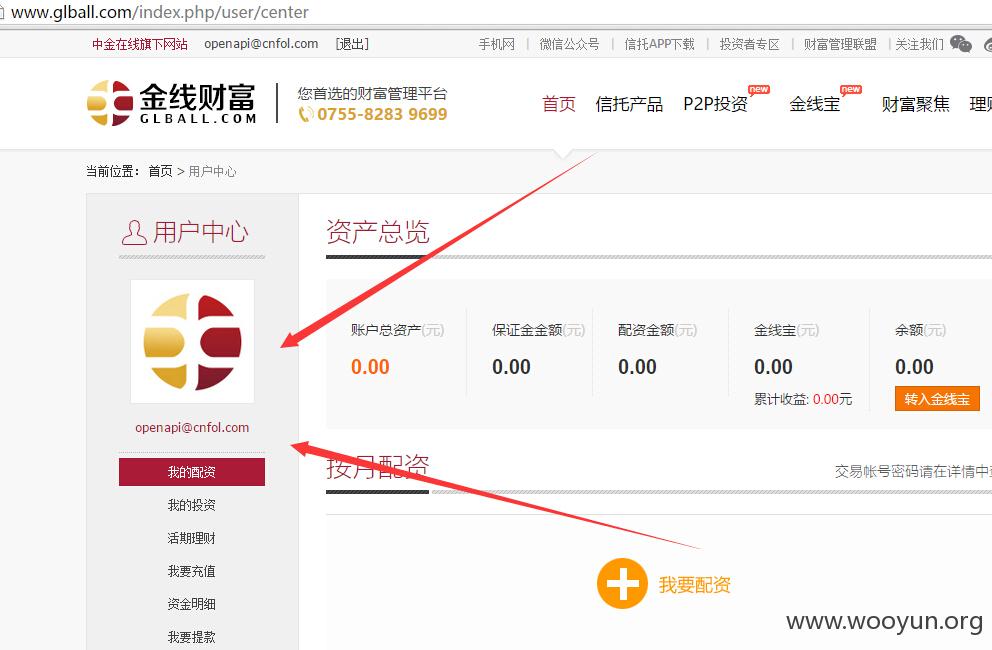 www.glball.com/index.php/user/center
中金在线旗下网站 openapi@cnfol.com [退出] 手机网 | 微信公众号 | 信托APP下载 | 投资者专区 | 财富管理联盟 | 关注我们
金线财富
GLBALL.COM
您首选的财富管理平台
0755-8283 9699
首页 信托产品 P2P投资 new 金线宝 new 财富聚焦 理财
当前位置: 首页 > 用户中心
用户中心
资产总览
账户总资产(元) 保证金金额(元) 配资金额(元) 金线宝(元) 余额(元)
0.00 0.00 0.00 0.00 0.00
累计收益: 0.00元 转入金线宝
openapi@cnfol.com
按月配资
交易帐号密码请在详情中
我的配资
我的投资
活期理财
我要充值
资金明细
我要提款
我要配资
www.wooyun.org